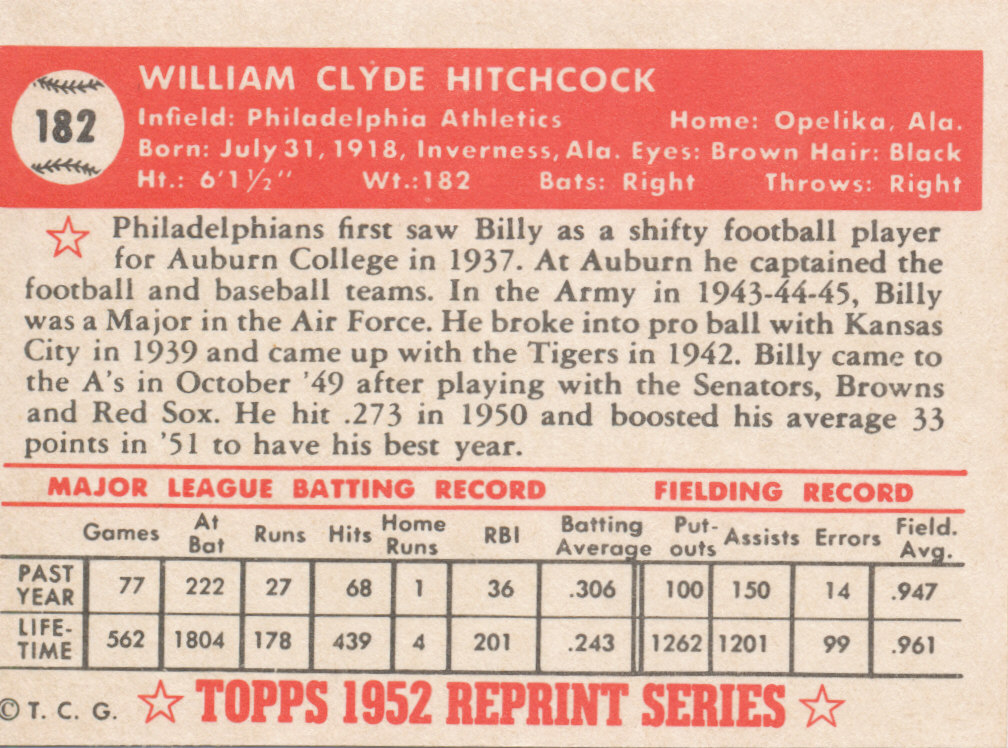 182
WILLIAM CLYDE HITCHCOCK
Infield: Philadelphia Athletics Home: Opelika, Ala.
Born: July 31, 1918, Inverness, Ala. Eyes: Brown Hair: Black
Ht.: 6'1½" Wt.:182 Bats: Right Throws: Right
Philadelphians first saw Billy as a shifty football player
for Auburn College in 1937. At Auburn he captained the
football and baseball teams. In the Army in 1943-44-45, Billy
was a Major in the Air Force. He broke into pro ball with Kansas
City in 1939 and came up with the Tigers in 1942. Billy came to
the A's in October '49 after playing with the Senators, Browns
and Red Sox. He hit .273 in 1950 and boosted his average 33
points in '51 to have his best year.
MAJOR LEAGUE BATTING RECORD FIELDING RECORD
Games At Bat Runs Hits Home Runs RBI Batting Average Put-outs Assists Errors Field. Avg.
PAST YEAR 77 222 27 68 1 36 .306 100 150 14 .947
LIFE-TIME 562 1804 178 439 4 201 .243 1262 1201 99 .961
© T. C. G. TOPPS 1952 REPRINT SERIES